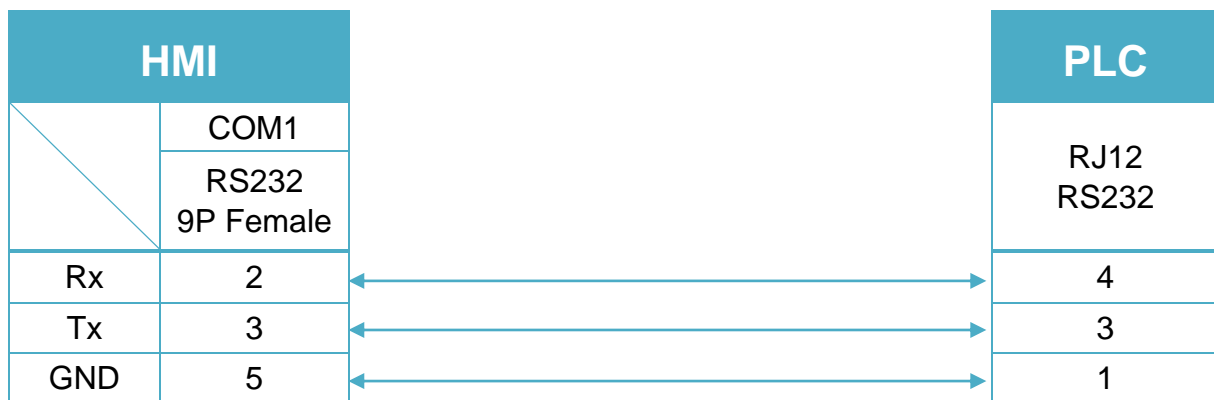 HMI PLC
COM1
RS232
9P Female
RJ12
RS232
Rx 2 4
Tx 3 3
GND 5 1